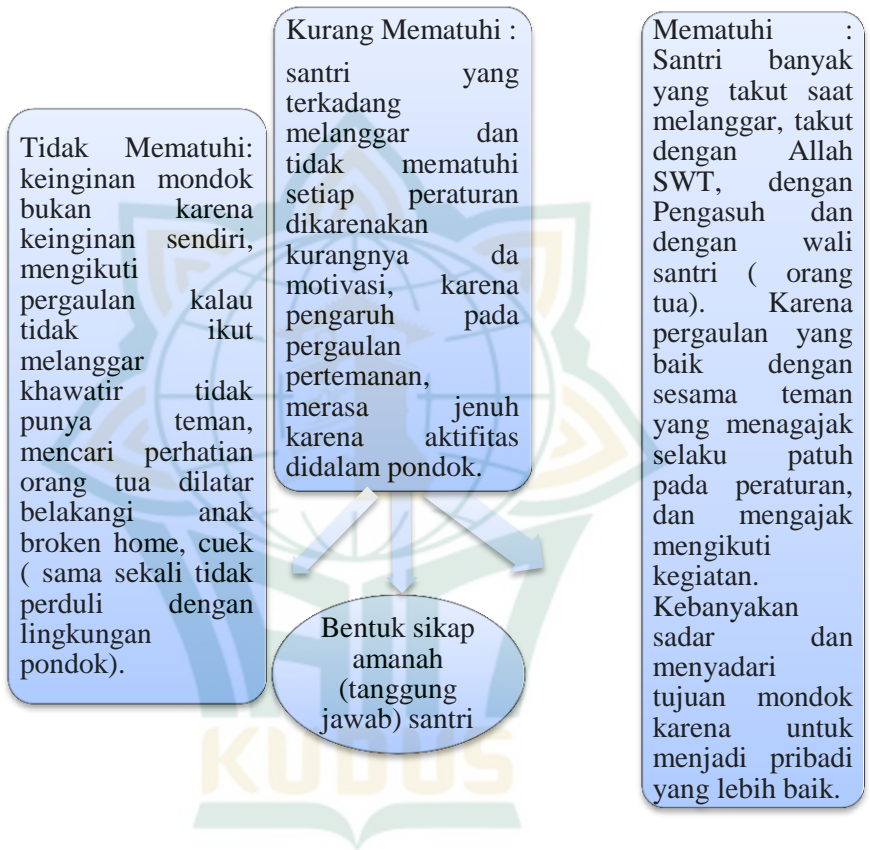 Tidak Mematuhi:
keinginan mondok
bukan karena
keinginan sendiri,
mengikuti
pergaulan kalau
tidak ikut
melanggar
khawatir tidak
punya teman,
mencari perhatian
orang tua dilatar
belakangi anak
broken home, cuek
( sama sekali tidak
perduli dengan
lingkungan
pondok).
Kurang Mematuhi :
santri yang
terkadang
melanggar dan
tidak mematuhi
setiap peraturan
dikarenakan
kurangnya da
motivasi, karena
pengaruh pada
pergaulan
pertemanan,
merasa jenuh
karena aktifitas
didalam pondok.
Mematuhi :
Santri banyak
yang takut saat
melanggar, takut
dengan Allah
SWT, dengan
Pengasuh dan
dengan wali
santri ( orang
tua). Karena
pergaulan yang
baik dengan
sesama teman
yang menagajak
selaku patuh
pada peraturan,
dan mengajak
mengikuti
kegiatan.
Kebanyakan
sadar dan
menyadari
tujuan mondok
karena untuk
menjadi pribadi
yang lebih baik.
Bentuk sikap
amanah
(tanggung
jawab) santri
KUDUS